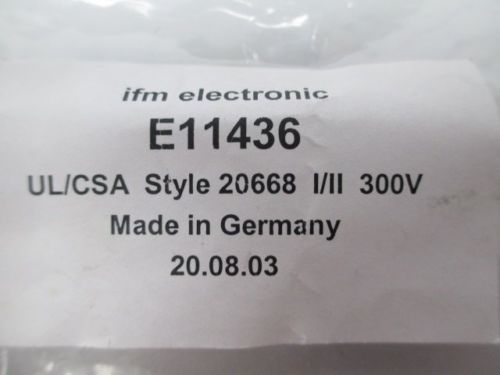 ifm electronic
E11436
UL/CSA Style 20668 I/II 300V
Made in Germany
20.08.03